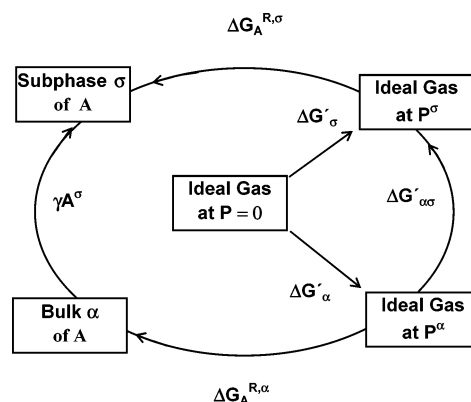 ΔG_A^{R,σ}
Subphase σ
of A
Ideal Gas
at P^σ
ΔG´_σ
γA^σ
Ideal Gas
at P = 0
ΔG´_{ασ}
ΔG´_α
Bulk α
of A
Ideal Gas
at P^α
ΔG_A^{R,α}